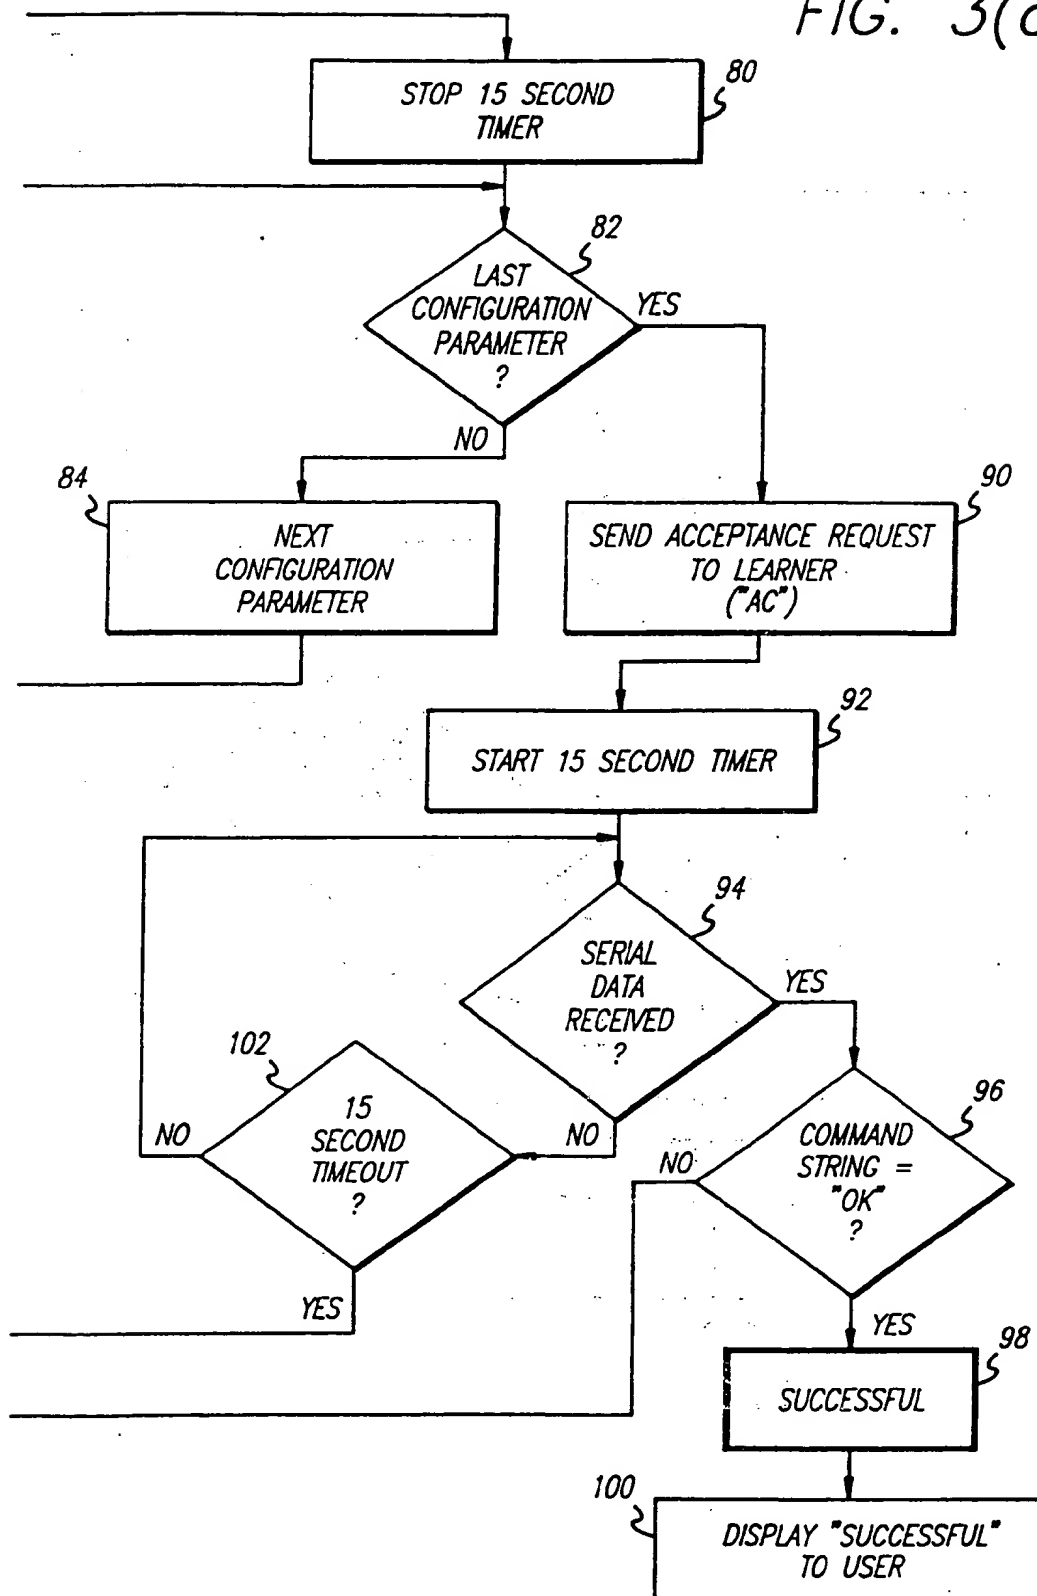 FIG. 3(
80
STOP 15 SECOND
TIMER
82
LAST
CONFIGURATION
PARAMETER
?
YES
NO
84
NEXT
CONFIGURATION
PARAMETER
90
SEND ACCEPTANCE REQUEST
TO LEARNER
("AC")
92
START 15 SECOND TIMER
94
SERIAL
DATA
RECEIVED
?
YES
NO
102
15
SECOND
TIMEOUT
?
NO
YES
96
COMMAND
STRING =
"OK"
?
NO
YES
98
SUCCESSFUL
100
DISPLAY "SUCCESSFUL"
TO USER